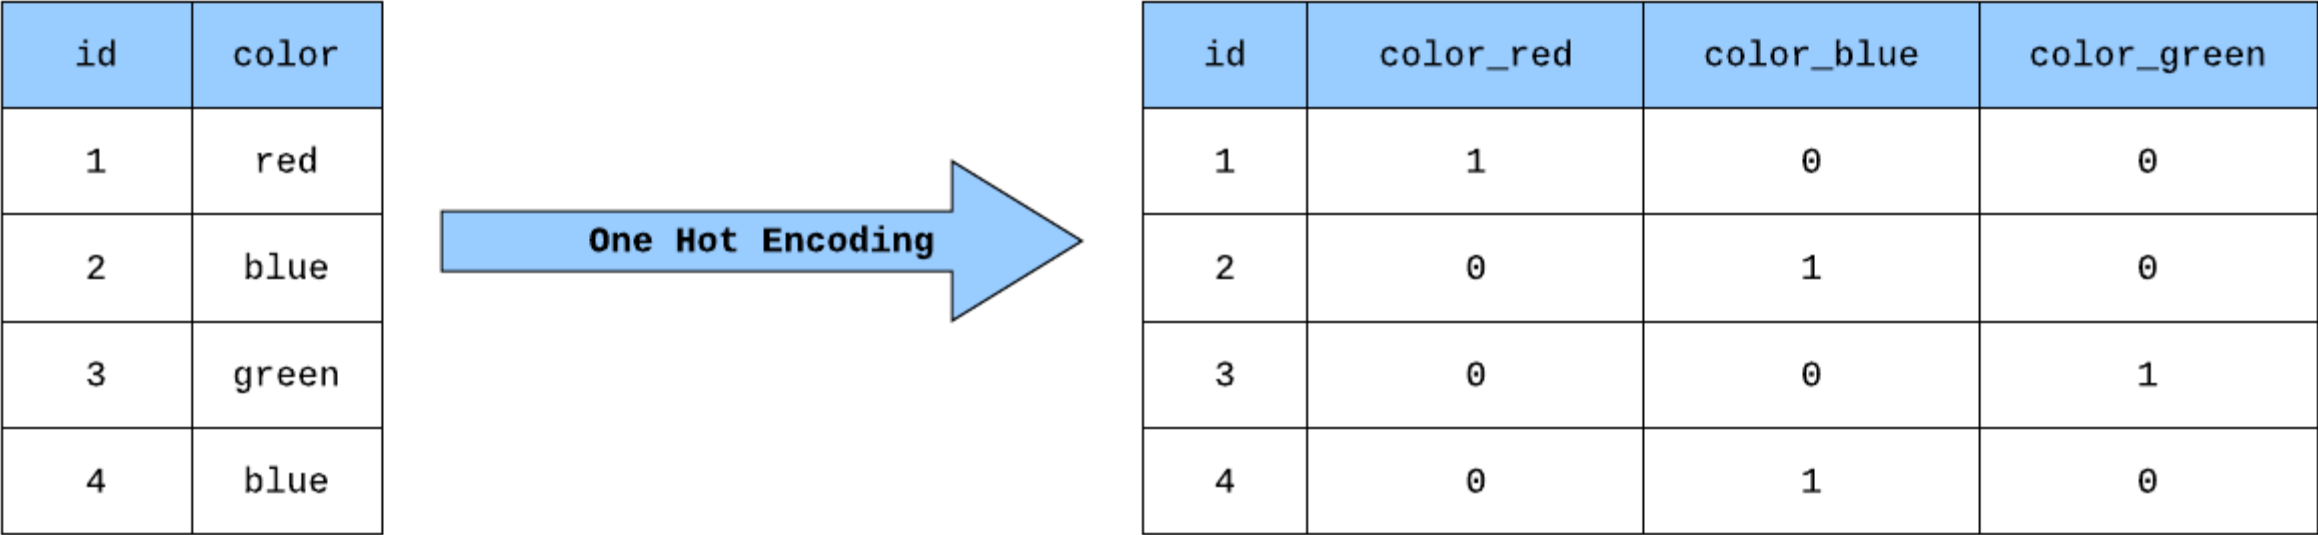 id color
1 red
2 blue
3 green
4 blue
One Hot Encoding
id color_red color_blue color_green
1 1 0 0
2 0 1 0
3 0 0 1
4 0 1 0